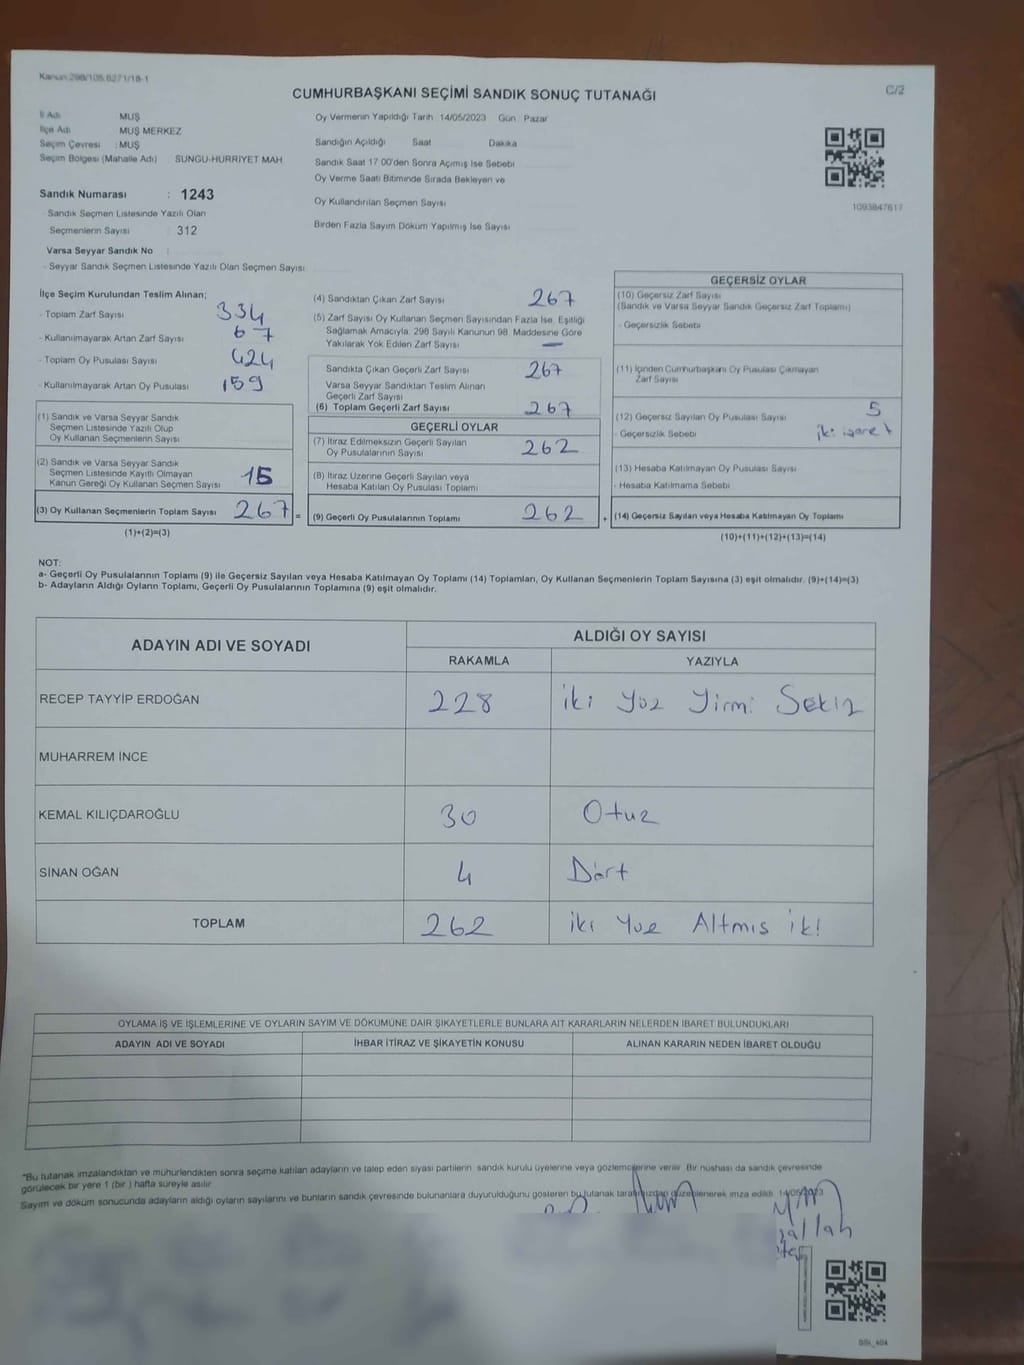 Kanun:298/105,6271/18-1
CUMHURBAŞKANI SEÇİMİ SANDIK SONUÇ TUTANAĞI
C/2
İl Adı MUŞ
İlçe Adı MUŞ MERKEZ
Seçim Çevresi : MUŞ
Seçim Bölgesi (Mahalle Adı) SUNGU-HÜRRİYET MAH
Oy Vermenin Yapıldığı Tarih : 14/05/2023 Gün : Pazar
Sandığın Açıldığı Saat Dakika
Sandık Saat 17:00'den Sonra Açımış İse Sebebi
Oy Verme Saati Bitiminde Sırada Bekleyen ve
Oy Kullandırılan Seçmen Sayısı
Birden Fazla Sayım Döküm Yapılmış İse Sayısı
1093847617
Sandık Numarası : 1243
- Sandık Seçmen Listesinde Yazılı Olan
Seçmenlerin Sayısı : 312
Varsa Seyyar Sandık No :
- Seyyar Sandık Seçmen Listesinde Yazılı Olan Seçmen Sayısı
İlçe Seçim Kurulundan Teslim Alınan;
- Toplam Zarf Sayısı 334
- Kullanılmayarak Artan Zarf Sayısı 67
- Toplam Oy Pusulası Sayısı 424
- Kullanılmayarak Artan Oy Pusulası 159
(1) Sandık ve Varsa Seyyar Sandık
Seçmen Listesinde Yazılı Olup
Oy Kullanan Seçmenlerin Sayısı
(2) Sandık ve Varsa Seyyar Sandık
Seçmen Listesinde Kayıtlı Olmayan
Kanun Gereği Oy Kullanan Seçmen Sayısı 15
(3) Oy Kullanan Seçmenlerin Toplam Sayısı 267 =
(1)+(2)=(3)
(4) Sandıktan Çıkan Zarf Sayısı 267
(5) Zarf Sayısı Oy Kullanan Seçmen Sayısından Fazla İse, Eşitliği
Sağlamak Amacıyla, 298 Sayılı Kanunun 98. Maddesine Göre
Yakılarak Yok Edilen Zarf Sayısı —
Sandıkta Çıkan Geçerli Zarf Sayısı 267
Varsa Seyyar Sandıktan Teslim Alınan
Geçerli Zarf Sayısı
(6) Toplam Geçerli Zarf Sayısı 267
GEÇERLİ OYLAR
(7) İtiraz Edilmeksizin Geçerli Sayılan
Oy Pusulalarının Sayısı 262
(8) İtiraz Üzerine Geçerli Sayılan veya
Hesaba Katılan Oy Pusulası Toplamı
(9) Geçerli Oy Pusulalarının Toplamı 262 +
GEÇERSİZ OYLAR
(10) Geçersiz Zarf Sayısı
(Sandık ve Varsa Seyyar Sandık Geçersiz Zarf Toplamı)
- Geçersizlik Sebebi
(11) İçinden Cumhurbaşkanı Oy Pusulası Çıkmayan
Zarf Sayısı
(12) Geçersiz Sayılan Oy Pusulası Sayısı 5
- Geçersizlik Sebebi iki işaret
(13) Hesaba Katılmayan Oy Pusulası Sayısı
- Hesaba Katılmama Sebebi
(14) Geçersiz Sayılan veya Hesaba Katılmayan Oy Toplamı
(10)+(11)+(12)+(13)=(14)
NOT:
a- Geçerli Oy Pusulalarının Toplamı (9) ile Geçersiz Sayılan veya Hesaba Katılmayan Oy Toplamı (14) Toplamları, Oy Kullanan Seçmenlerin Toplam Sayısına (3) eşit olmalıdır. (9)+(14)=(3)
b- Adayların Aldığı Oyların Toplamı, Geçerli Oy Pusulalarının Toplamına (9) eşit olmalıdır.
ADAYIN ADI VE SOYADI ALDIĞI OY SAYISI
RAKAMLA YAZIYLA
RECEP TAYYİP ERDOĞAN 228 iki yüz yirmi Sekiz
MUHARREM İNCE
KEMAL KILIÇDAROĞLU 30 Otuz
SİNAN OĞAN 4 Dört
TOPLAM 262 iki Yüz Altmış iki
OYLAMA İŞ VE İŞLEMLERİNE VE OYLARIN SAYIM VE DÖKÜMÜNE DAİR ŞİKAYETLERLE BUNLARA AİT KARARLARIN NELERDEN İBARET BULUNDUKLARI
ADAYIN ADI VE SOYADI İHBAR İTİRAZ VE ŞİKAYETİN KONUSU ALINAN KARARIN NEDEN İBARET OLDUĞU
*Bu tutanak imzalandıktan ve mühürlendikten sonra seçime katılan adayların ve talep eden siyasi partilerin sandık kurulu üyelerine veya gözlemcilerine verilir. Bir nüshası da sandık çevresinde
görülecek bir yere 1 (bir ) hafta süreyle asılır.
Sayım ve döküm sonucunda adayların aldığı oyların sayılarını ve bunların sandık çevresinde bulunanlara duyurulduğunu gösteren bu tutanak tarafımızdan düzenlenerek imza edildi. 14/05/2023